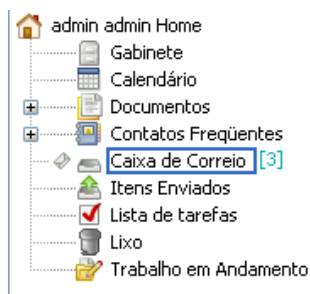 admin admin Home
Gabinete
Calendário
Documentos
Contatos Freqüentes
Caixa de Correio [3]
Itens Enviados
Lista de tarefas
Lixo
Trabalho em Andamento